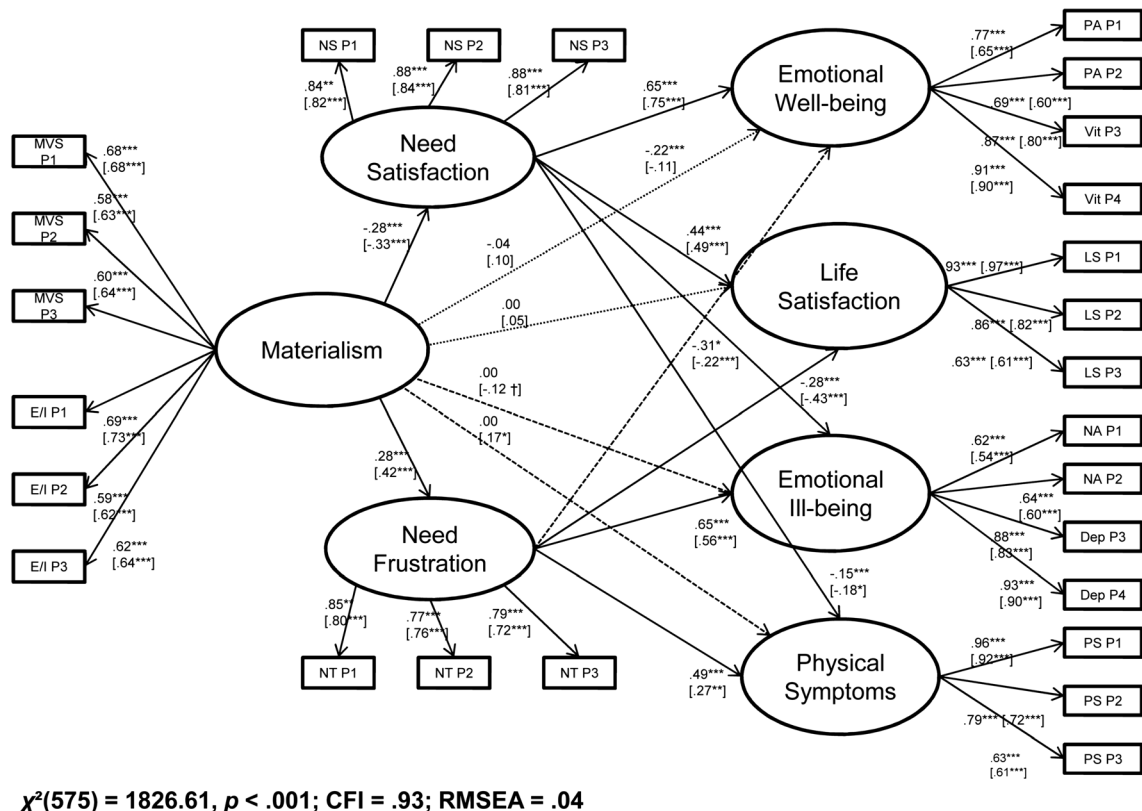 NS P1
NS P2
NS P3
.84**
[.82***]
.88***
[.84***]
.88***
[.81***]
Need
Satisfaction
Emotional
Well-being
.65***
[.75***]
.77***
[.65***]
PA P1
PA P2
.69*** [.60***]
Vit P3
.87*** [.80***]
.91***
[.90***]
Vit P4
MVS
P1
.68***
[.68***]
MVS
P2
.58***
[.63***]
MVS
P3
.60***
[.64***]
-.28***
[-.33***]
-.22***
[-.11]
-.04
[.10]
.44***
[.49***]
Life
Satisfaction
.93*** [.97***]
LS P1
LS P2
.86*** [.82***]
LS P3
.63*** [.61***]
Materialism
.00
[.05]
-.31*
[-.22***]
-.28***
[-.43***]
.00
[-.12 †]
.00
[.17*]
E/I P1
.69***
[.73***]
E/I P2
.59***
[.62***]
E/I P3
.62***
[.64***]
.28***
[.42***]
Need
Frustration
.65***
[.56***]
Emotional
Ill-being
.62***
[.54***]
NA P1
NA P2
.64***
[.60***]
Dep P3
.88***
[.83***]
.93***
[.90***]
Dep P4
-.15***
[-.18*]
.85**
[.80***]
.77***
[.76***]
.79***
[.72***]
NT P1
NT P2
NT P3
.49***
[.27**]
Physical
Symptoms
.96***
[.92***]
PS P1
PS P2
.79*** [.72***]
.63***
[.61***]
PS P3
χ²(575) = 1826.61, p < .001; CFI = .93; RMSEA = .04